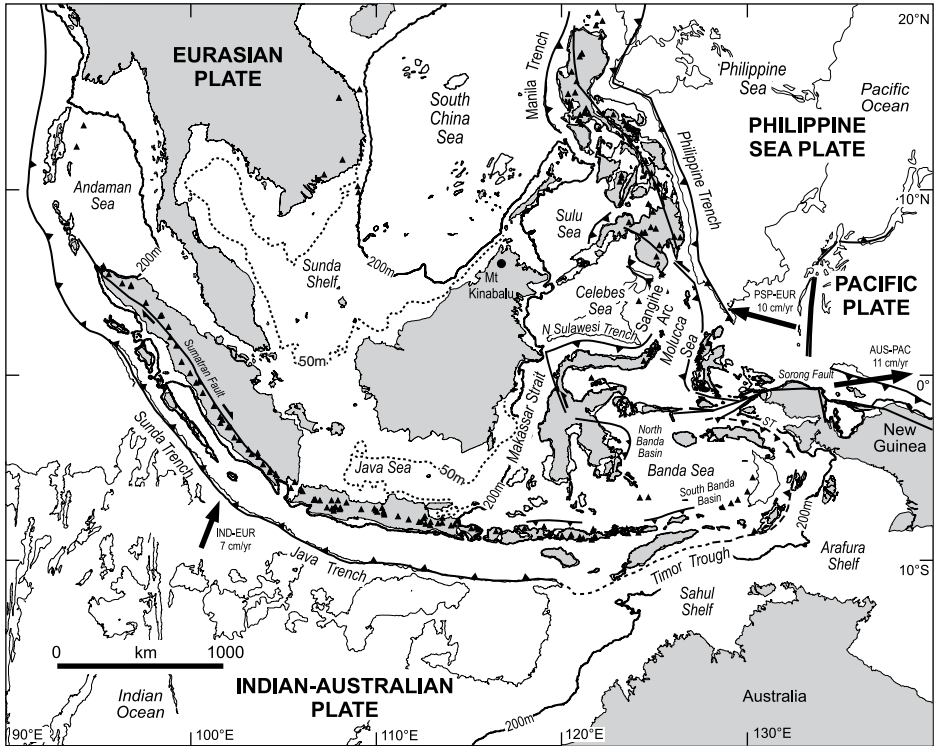 20°N
EURASIAN
PLATE
Manila Trench
Philippine
Sea
Pacific
Ocean
South
China
Sea
PHILIPPINE
SEA PLATE
Philippine Trench
Andaman
Sea
10°N
Sulu
Sea
200m
200m
Sunda
Shelf
Mt
Kinabalu
PACIFIC
PLATE
Celebes
Sea
Sangihe
Arc
PSP-EUR
10 cm/yr
50m
N Sulawesi Trench
Molucca
Sea
AUS-PAC
11 cm/yr
Sumatran Fault
Sorong Fault
0°
Makassar Strait
ST
New
Guinea
North
Banda
Basin
Sunda Trench
Java Sea
50m
Banda Sea
200m
South Banda
Basin
200m
IND-EUR
7 cm/yr
Java Trench
Timor Trough
Arafura
Shelf
10°S
Sahul
Shelf
0 km 1000
INDIAN-AUSTRALIAN
PLATE
Indian
Ocean
Australia
200m
90°E
100°E
110°E
120°E
130°E